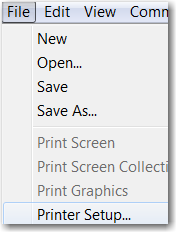 File Edit View Comm
New
Open...
Save
Save As...
Print Screen
Print Screen Collecti
Print Graphics
Printer Setup...